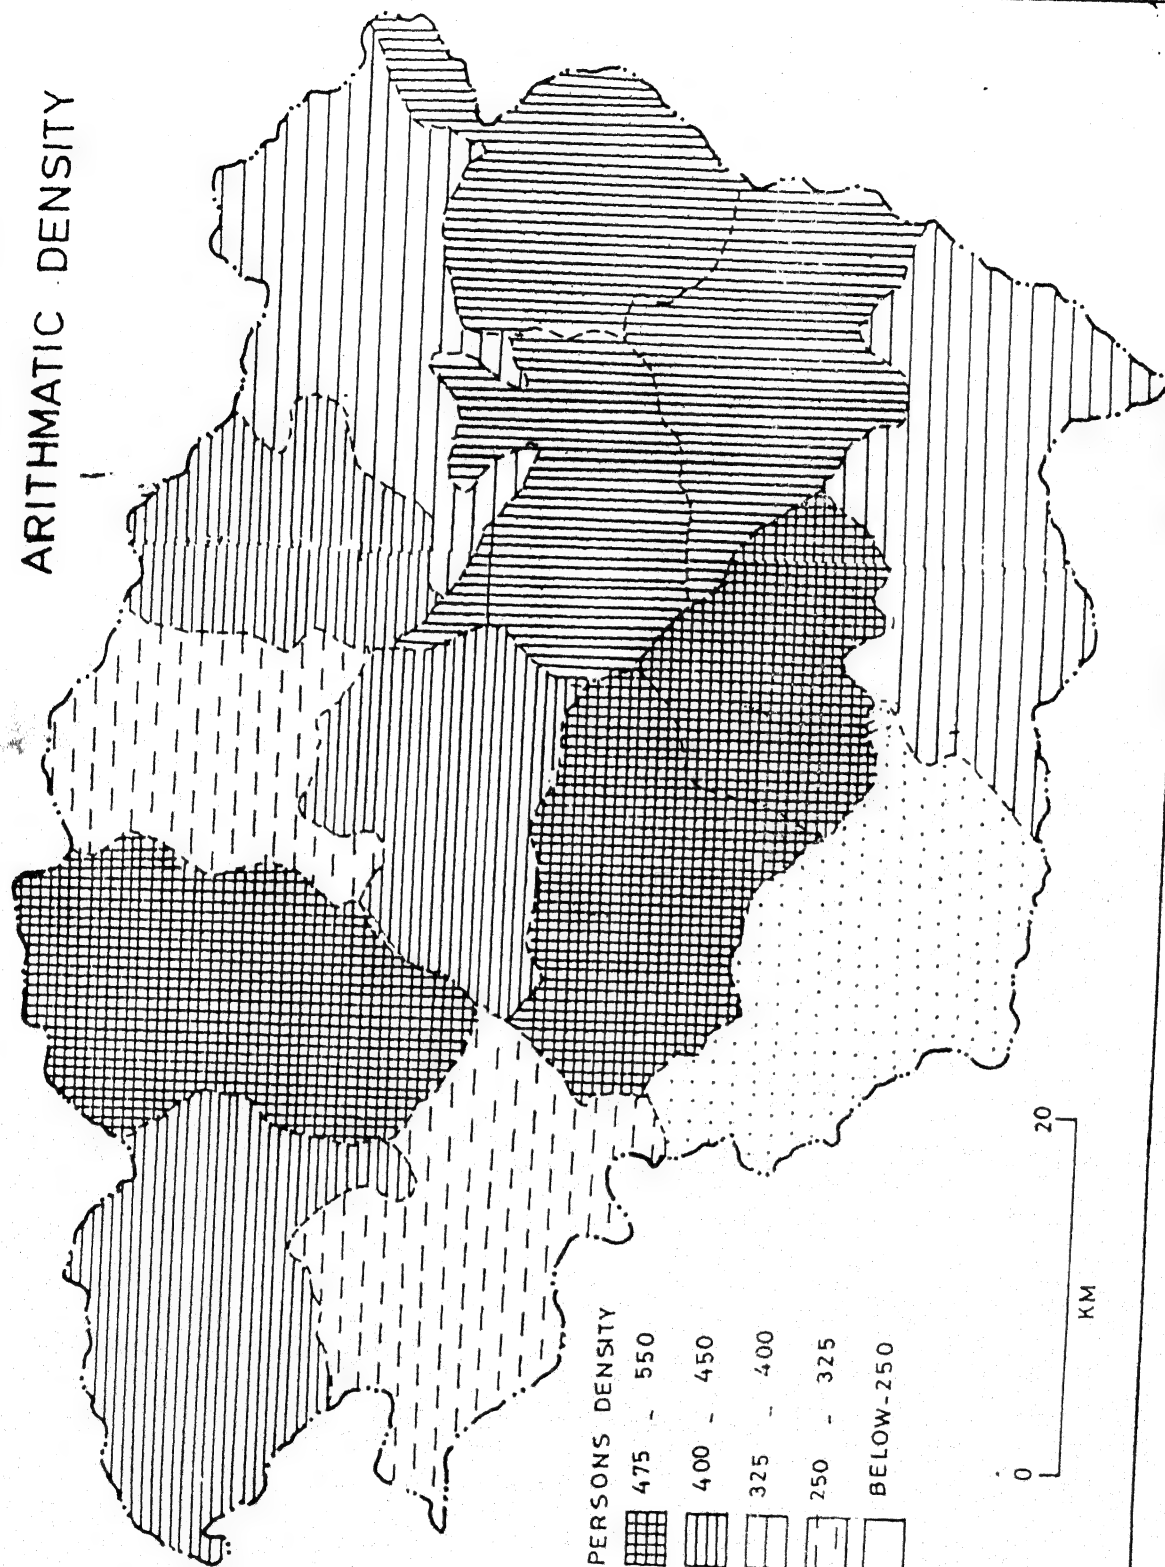 ARITHMATIC DENSITY
PERSONS DENSITY
475 - 550
400 - 450
325 - 400
250 - 325
BELOW-250
0 20
KM